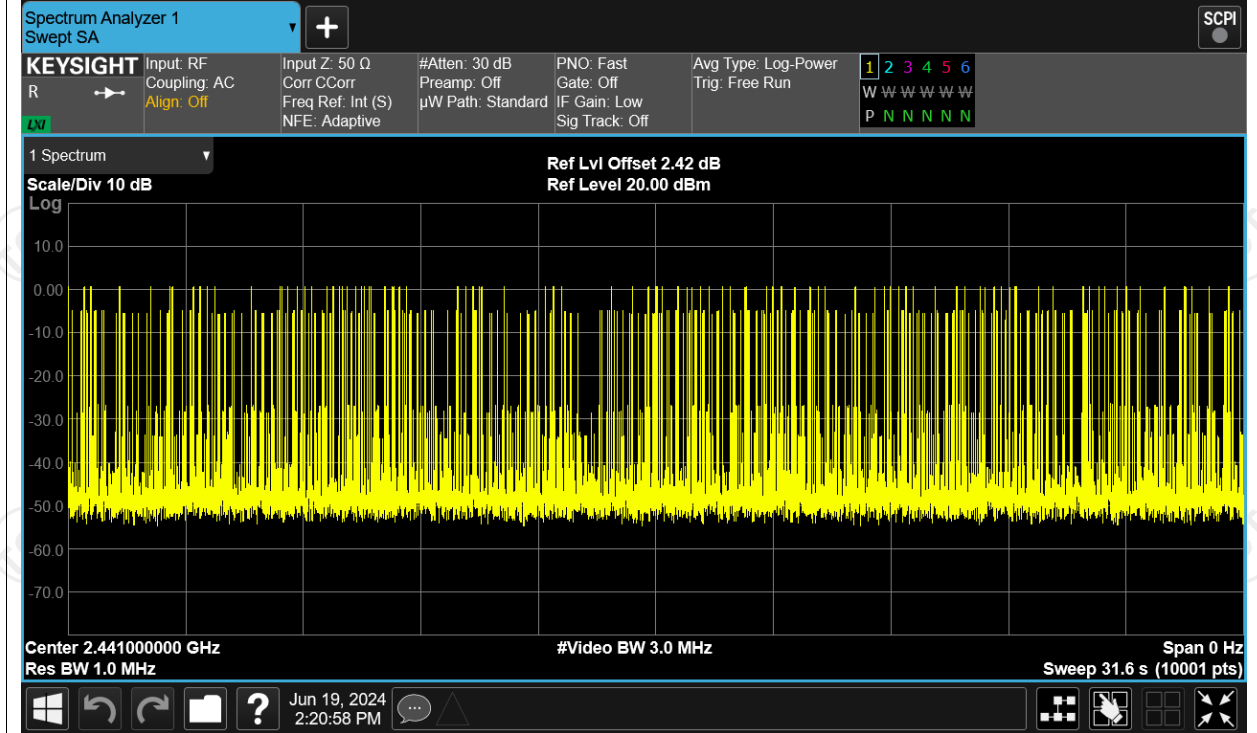 Spectrum Analyzer 1
Swept SA
SCPI
KEYSIGHT
R
LXI
Input: RF
Coupling: AC
Align: Off
Input Z: 50 Ω
Corr CCorr
Freq Ref: Int (S)
NFE: Adaptive
#Atten: 30 dB
Preamp: Off
µW Path: Standard
PNO: Fast
Gate: Off
IF Gain: Low
Sig Track: Off
Avg Type: Log-Power
Trig: Free Run
1 2 3 4 5 6
W W W W W W
P N N N N N
1 Spectrum
Scale/Div 10 dB
Ref Lvl Offset 2.42 dB
Ref Level 20.00 dBm
Log
10.0
0.00
-10.0
-20.0
-30.0
-40.0
-50.0
-60.0
-70.0
Center 2.441000000 GHz
#Video BW 3.0 MHz
Span 0 Hz
Res BW 1.0 MHz
Sweep 31.6 s (10001 pts)
?
Jun 19, 2024
2:20:58 PM